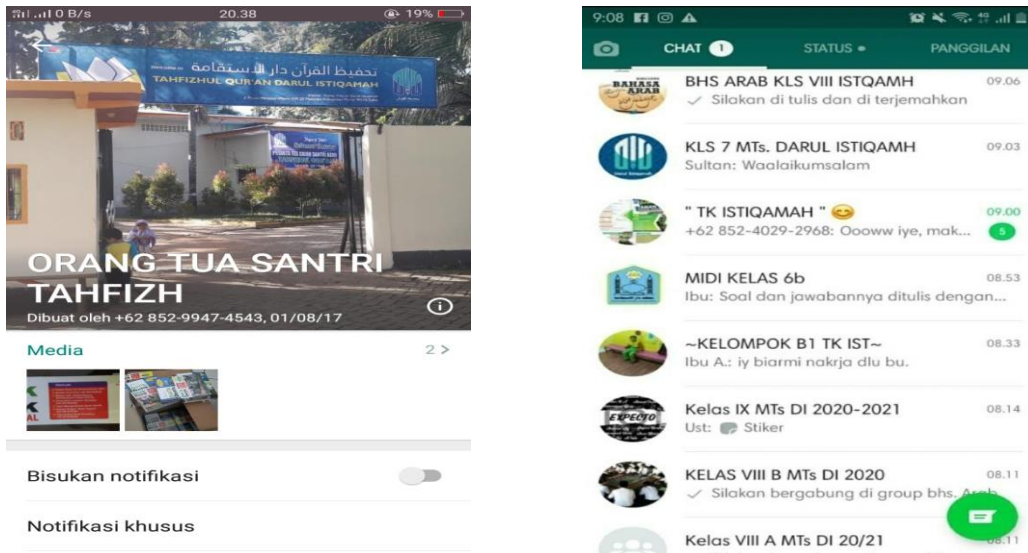 0 B/s 20.38 19%
تحفيظ القرآن دار الاستقامة
TAHFIZHUL QUR'AN DARUL ISTIQAMAH
ORANG TUA SANTRI
TAHFIZH
Dibuat oleh +62 852-9947-4543, 01/08/17
Media 2 >
Bisukan notifikasi
Notifikasi khusus
9:08
CHAT 1 STATUS • PANGGILAN
BAHASA
ARAB
BHS ARAB KLS VIII ISTQAMH 09.06
✓ Silakan di tulis dan di terjemahkan
KLS 7 MTs. DARUL ISTIQAMH 09.03
Sultan: Waalaikumsalam
" TK ISTIQAMAH " 😊 09.00
+62 852-4029-2968: Oooww iye, mak... 5
MIDI KELAS 6b 08.53
Ibu: Soal dan jawabannya ditulis dengan...
~KELOMPOK B1 TK IST~ 08.33
Ibu A.: iy biarmi nakrja dlu bu.
EXPECTO
Kelas IX MTs DI 2020-2021 08.14
Ust: Stiker
KELAS VIII B MTs DI 2020 08.11
✓ Silakan bergabung di group bhs. Arab
Kelas VIII A MTs DI 20/21 08.11